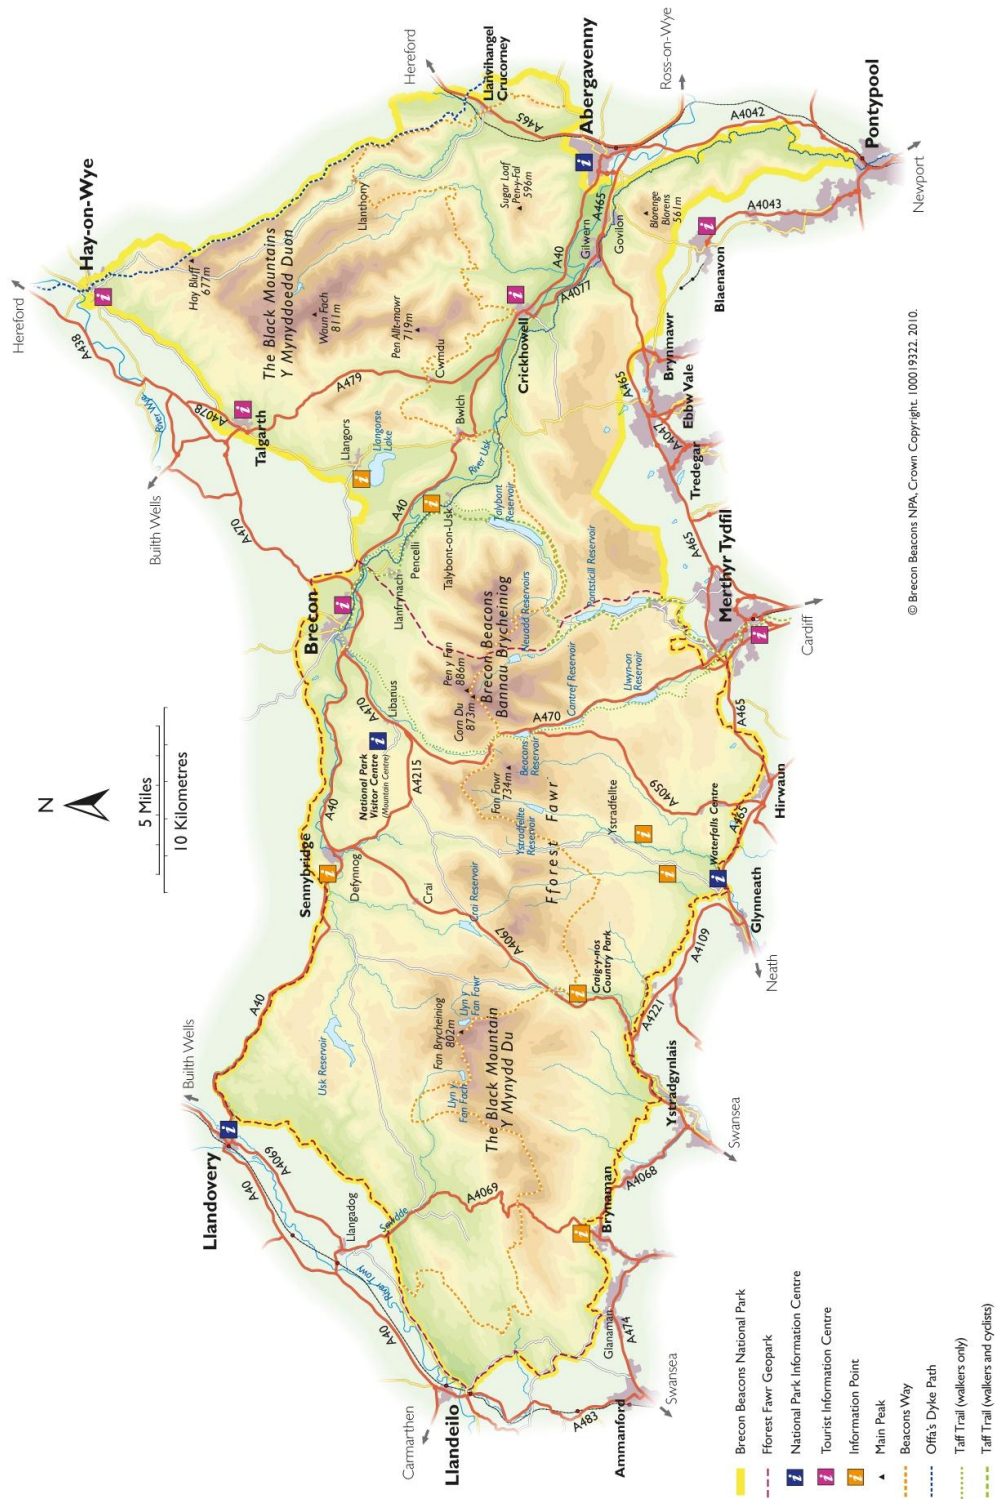 N
5 Miles
10 Kilometres
Hereford
Hay-on-Wye
A438
River Wye
A4078
Builth Wells
A470
Talgarth
A479
Hay Bluff
677m
The Black Mountains
Y Mynyddoedd Duon
Waun Fach
811m
Pen Allt-mawr
719m
Llanthony
Hereford
Llanvihangel
Crucorney
A465
Sugar Loaf
Pen-y-Fal
596m
Abergavenny
Ross-on-Wye
A4042
Pontypool
Newport
A4043
Blorenge
Blorens
561m
Blaenavon
Govilon
Gilwern
A465
A40
A4077
Crickhowell
Cwmdu
Bwlch
Llangors
Llangorse
Lake
River Usk
A40
Talybont-on-Usk
Talybont
Reservoir
Pencelli
Llanfrynach
Brynmawr
Ebbw Vale
A465
A4047
Tredegar
A465
Merthyr Tydfil
Cardiff
Pontsticill Reservoir
Neuadd Reservoirs
Brecon Beacons
Bannau Brycheiniog
Pen y Fan
886m
Corn Du
873m
Brecon
A470
Libanus
National Park
Visitor Centre
(Mountain Centre)
A4215
A40
Cantref Reservoir
Llwyn-on
Reservoir
A470
Beacons
Reservoir
Fan Fawr
734m
Fforest Fawr
Ystradfellte
Reservoir
Ystradfellte
A4059
A465
Hirwaun
A465
Waterfalls Centre
Glynneath
Neath
A4109
A4221
Sennybridge
Defynnog
Crai
Crai Reservoir
A4067
Craig-y-nos
Country Park
A40
Usk Reservoir
Builth Wells
Llandovery
A4069
A40
Fan Brycheiniog
802m
Llyn y
Fan Fawr
Llyn y
Fan Fach
The Black Mountain
Y Mynydd Du
Ystradgynlais
Swansea
A4068
Brynaman
A4069
Llangadog
Sawdde
River Towy
A40
Carmarthen
Llandeilo
Glanaman
A474
Ammanford
A483
Swansea
Brecon Beacons National Park
Fforest Fawr Geopark
National Park Information Centre
Tourist Information Centre
Information Point
Main Peak
Beacons Way
Offa's Dyke Path
Taff Trail (walkers only)
Taff Trail (walkers and cyclists)
© Brecon Beacons NPA, Crown Copyright. 100019322. 2010.